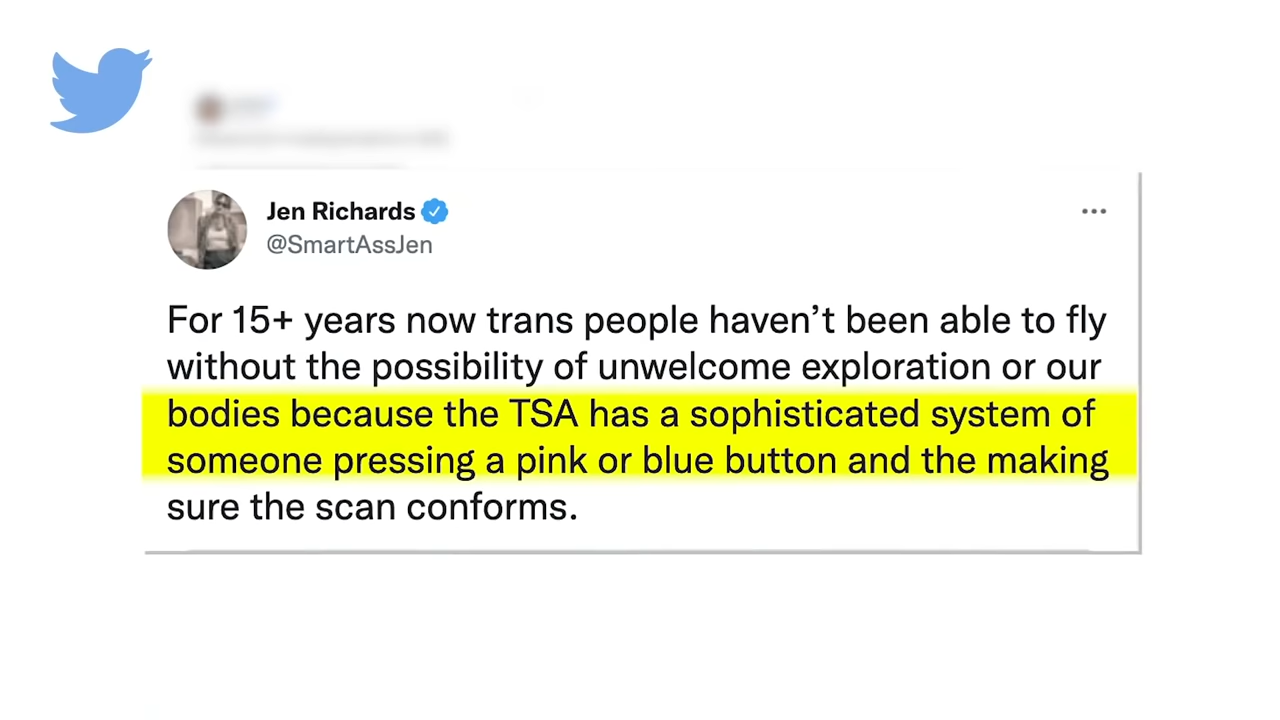 Jen Richards
@SmartAssJen
For 15+ years now trans people haven’t been able to fly
without the possibility of unwelcome exploration or our
bodies because the TSA has a sophisticated system of
someone pressing a pink or blue button and the making
sure the scan conforms.